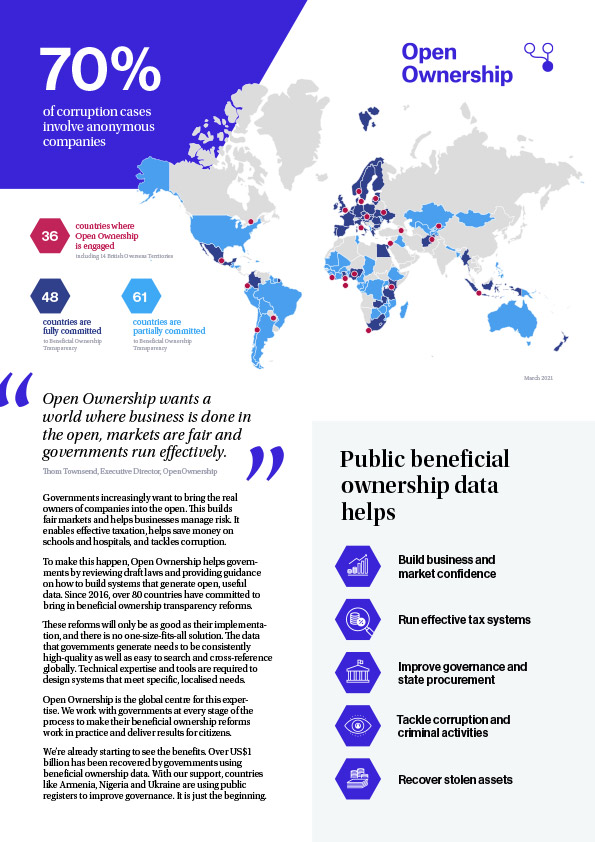 70%
of corruption cases
involve anonymous
companies
Open
Ownership
36
countries where
Open Ownership
is engaged
including 14 British Overseas Territories
48
countries are
fully committed
to Beneficial Ownership
Transparency
61
countries are
partially committed
to Beneficial Ownership
Transparency
March 2021
“
Open Ownership wants a
world where business is done in
the open, markets are fair and
governments run effectively.
”
Thom Townsend, Executive Director, OpenOwnership
Governments increasingly want to bring the real
owners of companies into the open. This builds
fair markets and helps businesses manage risk. It
enables effective taxation, helps save money on
schools and hospitals, and tackles corruption.
To make this happen, Open Ownership helps govern-
ments by reviewing draft laws and providing guidance
on how to build systems that generate open, useful
data. Since 2016, over 80 countries have committed to
bring in beneficial ownership transparency reforms.
These reforms will only be as good as their implementa-
tion, and there is no one-size-fits-all solution. The data
that governments generate needs to be consistently
high-quality as well as easy to search and cross-reference
globally. Technical expertise and tools are required to
design systems that meet specific, localised needs.
Open Ownership is the global centre for this exper-
tise. We work with governments at every stage of the
process to make their beneficial ownership reforms
work in practice and deliver results for citizens.
We're already starting to see the benefits. Over US$1
billion has been recovered by governments using
beneficial ownership data. With our support, countries
like Armenia, Nigeria and Ukraine are using public
registers to improve governance. It is just the beginning.
Public beneficial
ownership data
helps
Build business and
market confidence
Run effective tax systems
Improve governance and
state procurement
Tackle corruption and
criminal activities
Recover stolen assets